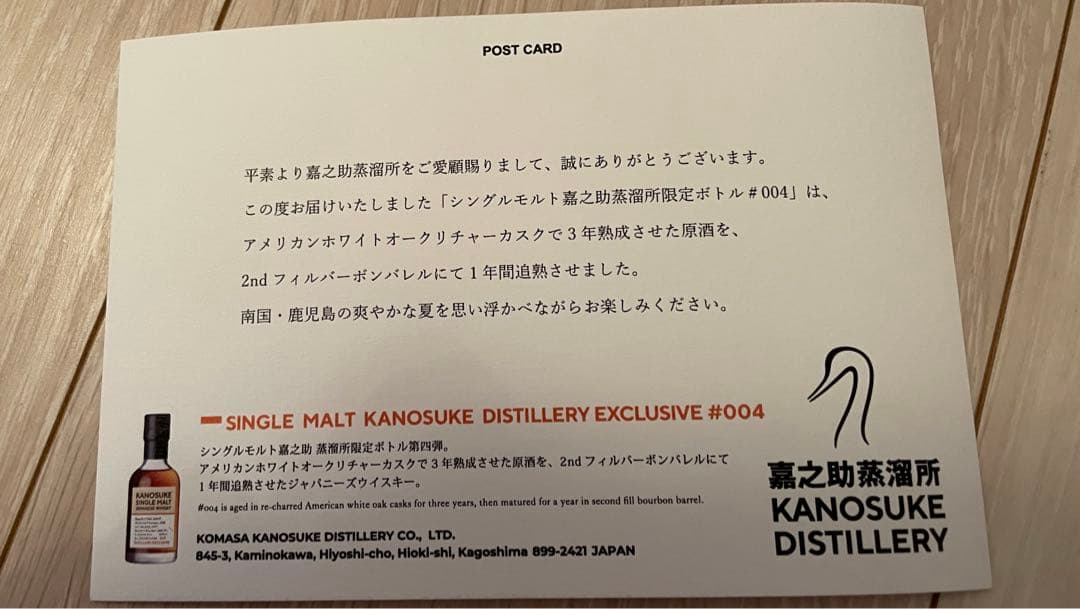 POST CARD
平素より嘉之助蒸溜所をご愛顧賜りまして、誠にありがとうございます。
この度お届けいたしました「シングルモルト嘉之助蒸溜所限定ボトル#004」は、
アメリカンホワイトオークリチャーカスクで3年熟成させた原酒を、
2ndフィルバーボンバレルにて1年間追熟させました。
南国・鹿児島の爽やかな夏を思い浮かべながらお楽しみください。
SINGLE MALT KANOSUKE DISTILLERY EXCLUSIVE #004
シングルモルト嘉之助 蒸溜所限定ボトル第四弾。
アメリカンホワイトオークリチャーカスクで3年熟成させた原酒を、2ndフィルバーボンバレルにて
1年間追熟させたジャパニーズウイスキー。
#004 is aged in re-charred American white oak casks for three years, then matured for a year in second fill bourbon barrel.
KOMASA KANOSUKE DISTILLERY CO., LTD.
845-3, Kaminokawa, Hiyoshi-cho, Hioki-shi, Kagoshima 899-2421 JAPAN
KANOSUKE
SINGLE MALT
JAPANESE WHISKY
嘉之助蒸溜所
KANOSUKE
DISTILLERY